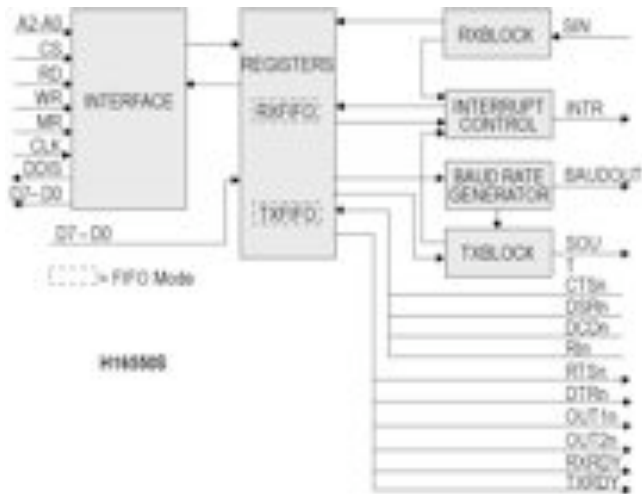 A2:A0
CS
RD
WR
MR
CLK
DDIS
D7-D0
INTERFACE
D7-D0
= FIFO Mode
H16550S
REGISTERS
RXFIFO
TXFIFO
RXBLOCK
INTERRUPT
CONTROL
BAUD RATE
GENERATOR
TXBLOCK
SIN
INTR
BAUDOUT
SOU
T
CTSn
DSRn
DCDn
RIn
RTSn
DTRn
OUT1n
OUT2n
RXRDY
TXRDY